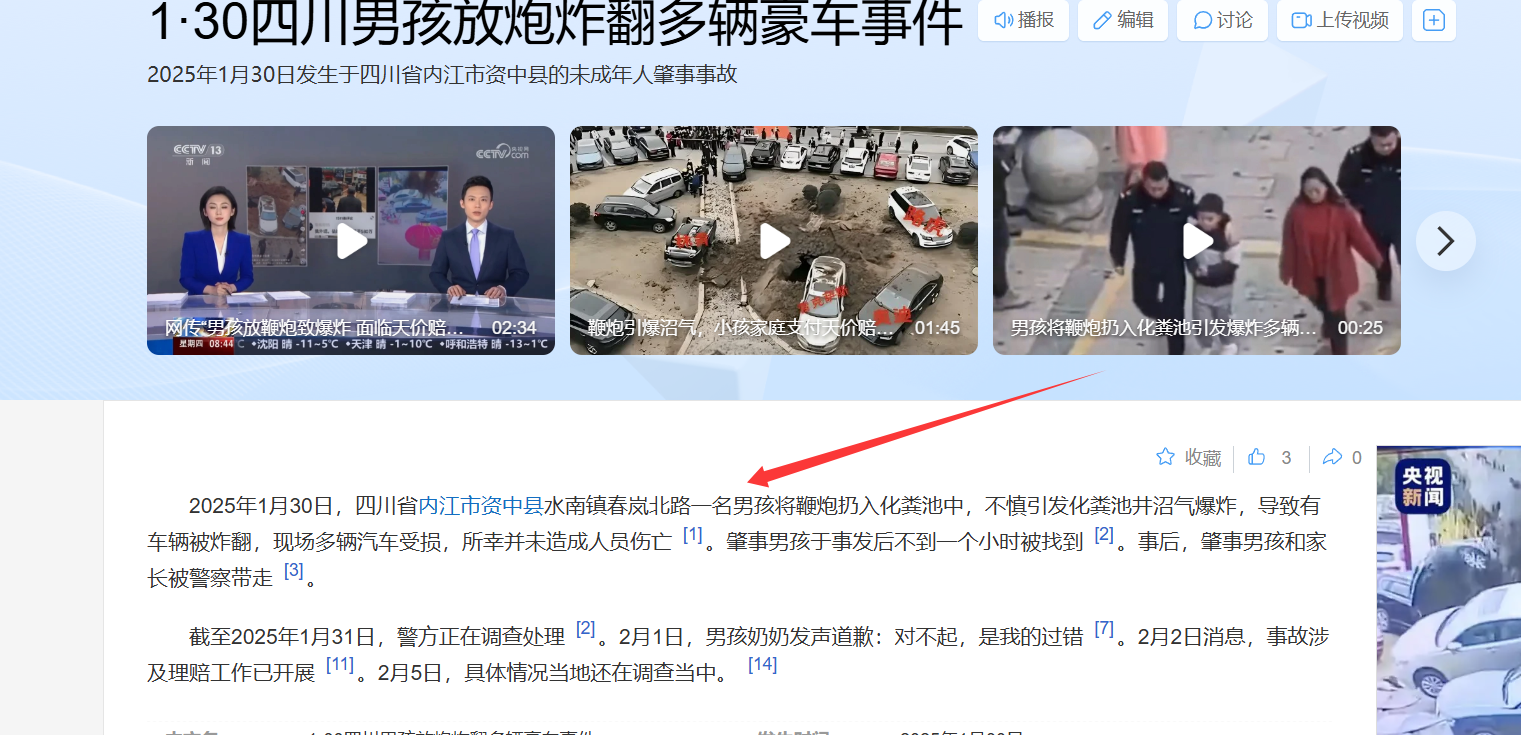 1·30四川男孩放炮炸翻多辆豪车事件
播报
编辑
讨论
上传视频
2025年1月30日发生于四川省内江市资中县的未成年人肇事事故
CCTV 13
新闻
CCTV.com
网传“男孩放鞭炮致爆炸 面临天价赔... 02:34
星期四 08:44 •沈阳 晴 -11~5℃ •天津 晴 -1~10℃ •呼和浩特 晴 -13~1℃
鞭炮引爆沼气，小孩家庭支付天价赔... 01:45
男孩将鞭炮扔入化粪池引发爆炸多辆... 00:25
收藏 3 0
央视
新闻
2025年1月30日，四川省内江市资中县水南镇春岚北路一名男孩将鞭炮扔入化粪池中，不慎引发化粪池井沼气爆炸，导致有
车辆被炸翻，现场多辆汽车受损，所幸并未造成人员伤亡 [1] 。肇事男孩于事发后不到一个小时被找到 [2] 。事后，肇事男孩和家
长被警察带走 [3] 。
截至2025年1月31日，警方正在调查处理 [2] 。2月1日，男孩奶奶发声道歉：对不起，是我的过错 [7] 。2月2日消息，事故涉
及理赔工作已开展 [11] 。2月5日，具体情况当地还在调查当中。 [14]